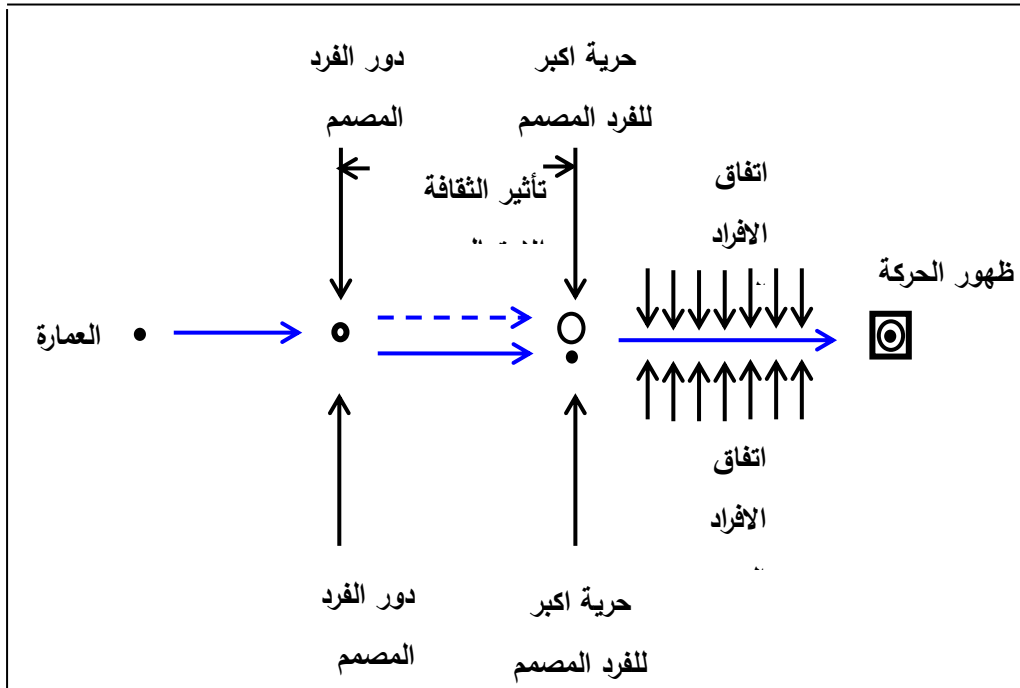 دور الفرد
المصمم
حرية اكبر
للفرد المصمم
تأثير الثقافة
اتفاق
الافراد
ظهور الحركة
العمارة
اتفاق
الافراد
دور الفرد
المصمم
حرية اكبر
للفرد المصمم